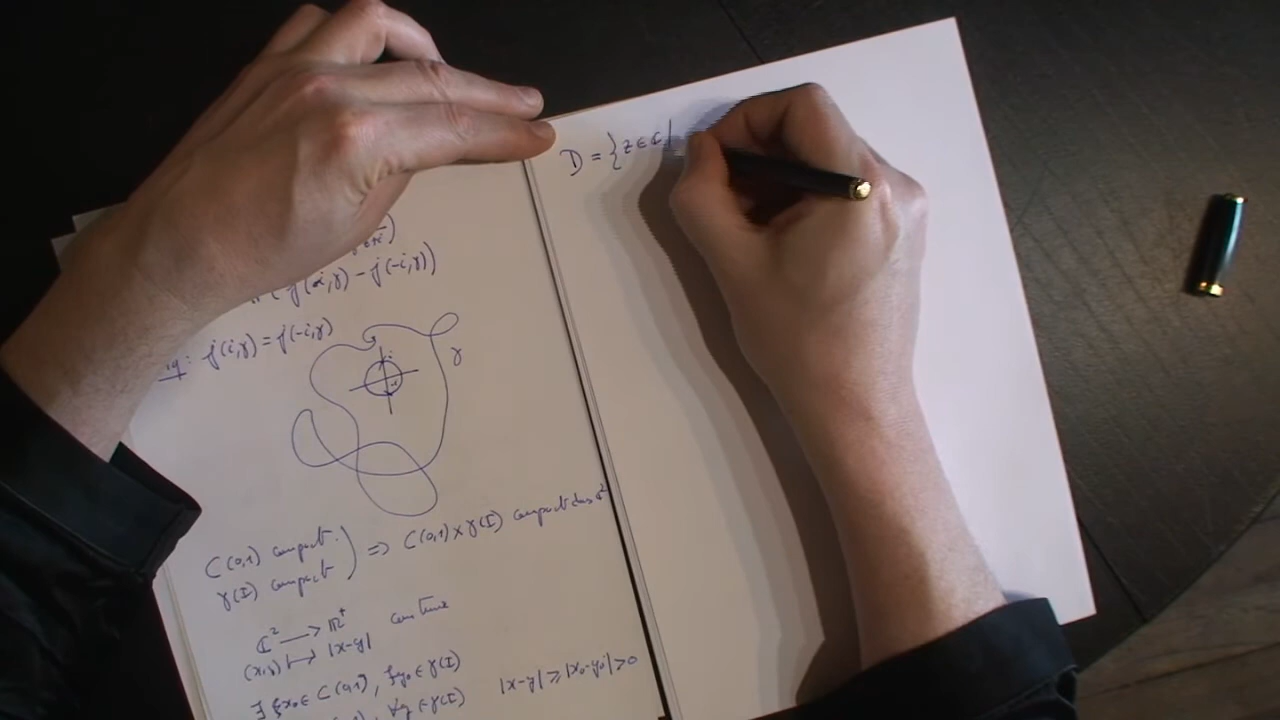 j(i,γ) = j(-i,γ)
γ
i
C(0,1) compact.
γ(I) compact
⇒ C(0,1) × γ(I) compact dans ℂ²
ℂ² → ℝ⁺ continue
(x,y) ↦ |x-y|
∃ x₀ ∈ C(0,1), ∃ y₀ ∈ γ(I)
, ∀y ∈ γ(I) |x-y| ≥ |x₀-y₀| > 0
D = {z ∈ ℂ |